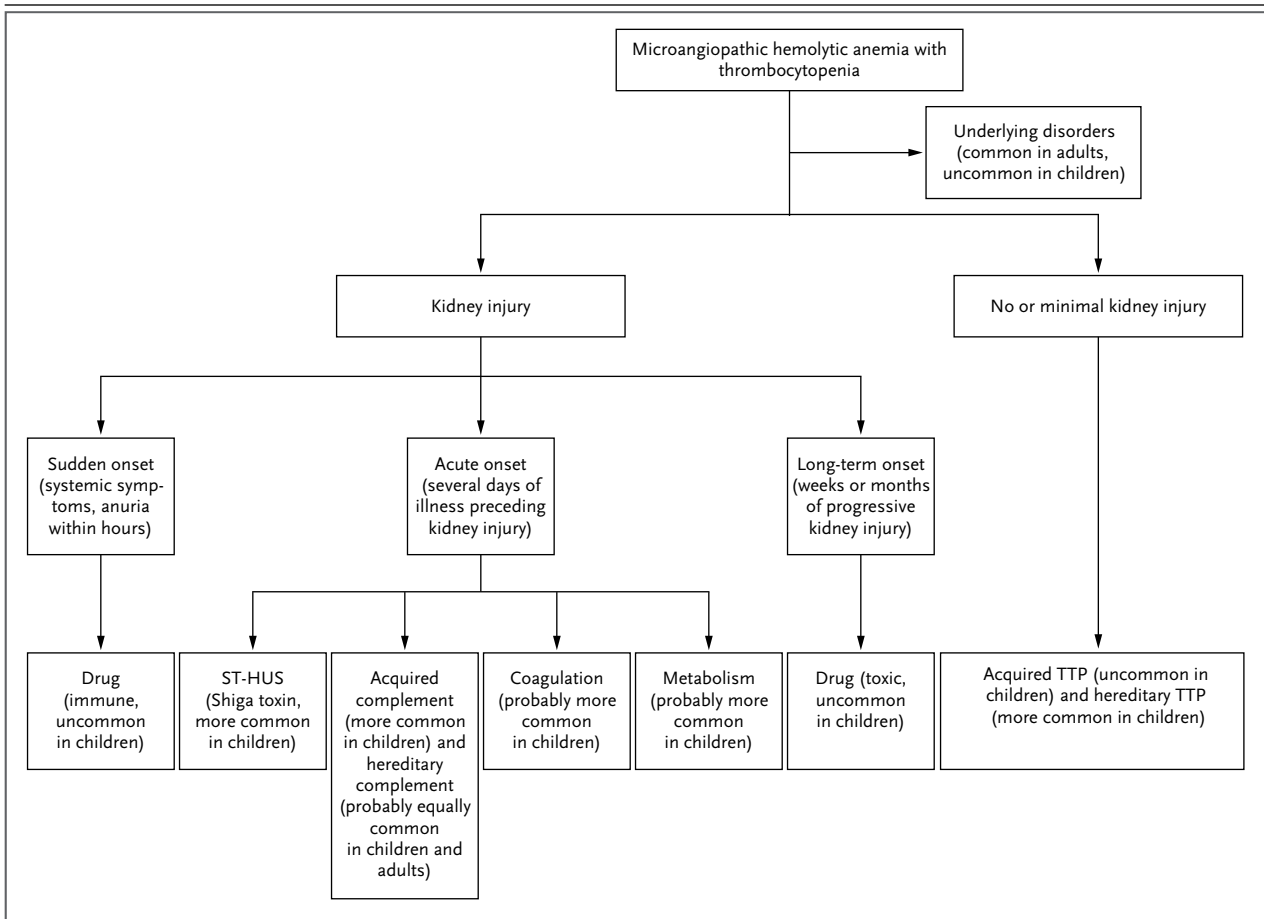 Microangiopathic hemolytic anemia with
thrombocytopenia
Underlying disorders
(common in adults,
uncommon in children)
Kidney injury
No or minimal kidney injury
Sudden onset
(systemic symp-
toms, anuria
within hours)
Acute onset
(several days of
illness preceding
kidney injury)
Long-term onset
(weeks or months
of progressive
kidney injury)
Drug
(immune,
uncommon
in children)
ST-HUS
(Shiga toxin,
more common
in children)
Acquired
complement
(more common
in children) and
hereditary
complement
(probably equally
common
in children and
adults)
Coagulation
(probably more
common
in children)
Metabolism
(probably more
common
in children)
Drug (toxic,
uncommon
in children)
Acquired TTP (uncommon in
children) and hereditary TTP
(more common in children)